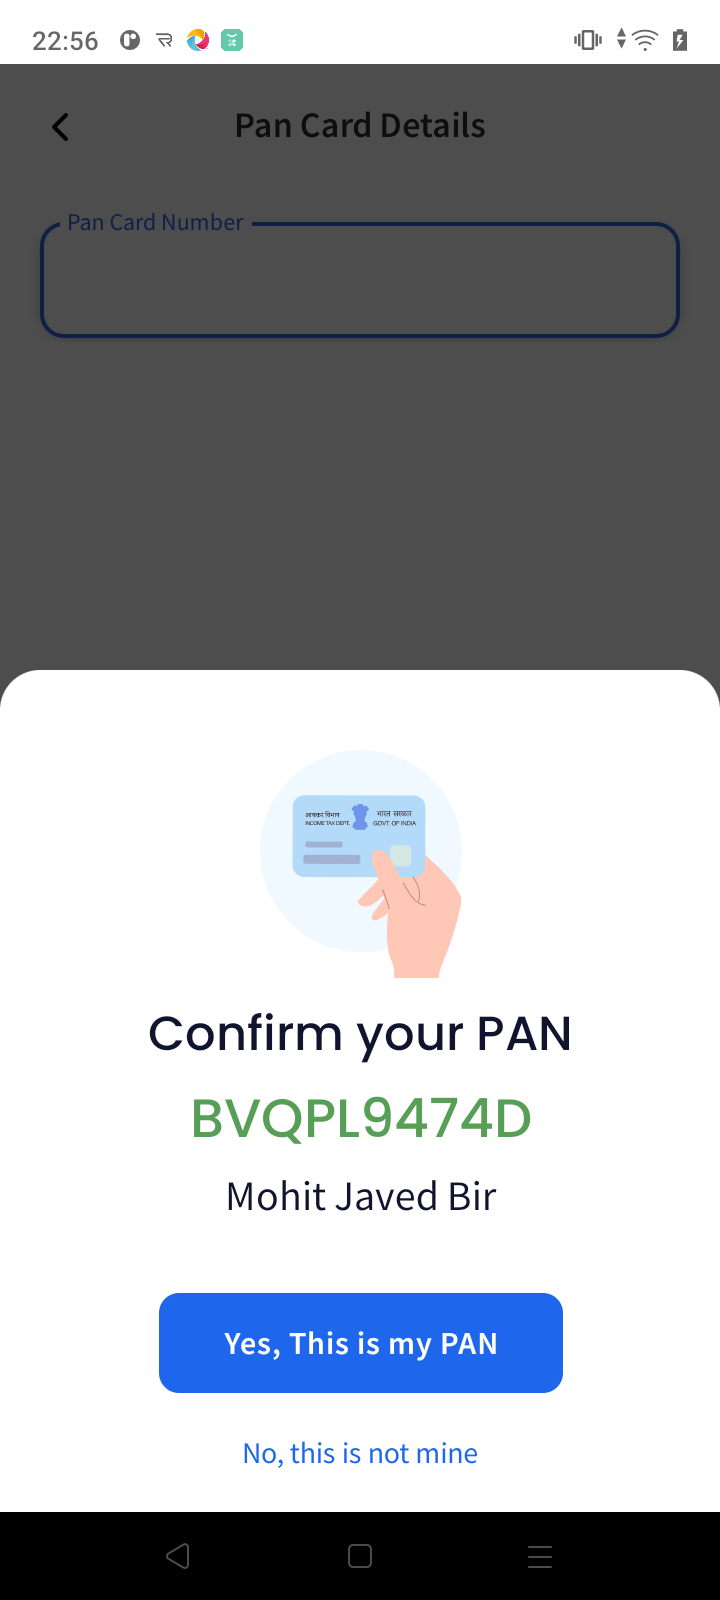 22:56
Pan Card Details
Pan Card Number
आयकर विभाग
INCOME TAX DEPT.
भारत सरकार
GOVT. OF INDIA
Confirm your PAN
BVQPL9474D
Mohit Javed Bir
Yes, This is my PAN
No, this is not mine